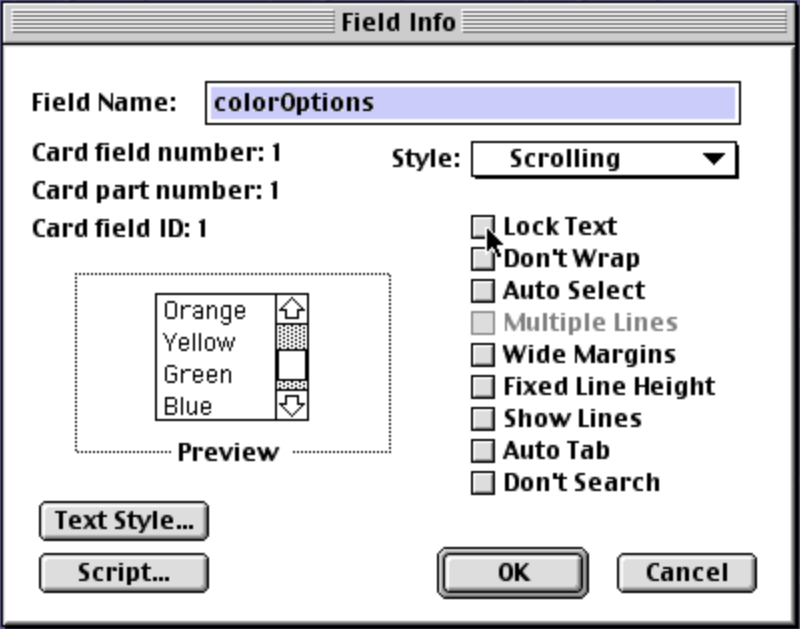 Field Info
Field Name: colorOptions
Card field number: 1
Style: Scrolling
Card part number: 1
Card field ID: 1
Lock Text
Don't Wrap
Auto Select
Multiple Lines
Wide Margins
Fixed Line Height
Show Lines
Auto Tab
Don't Search
Orange
Yellow
Green
Blue
Preview
Text Style...
Script...
OK
Cancel